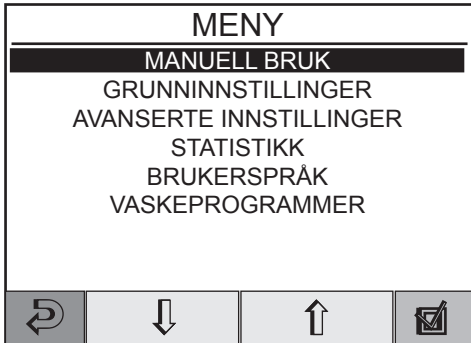 MENY
MANUELL BRUK
GRUNNINNSTILLINGER
AVANSERTE INNSTILLINGER
STATISTIKK
BRUKERSPRÅK
VASKEPROGRAMMER